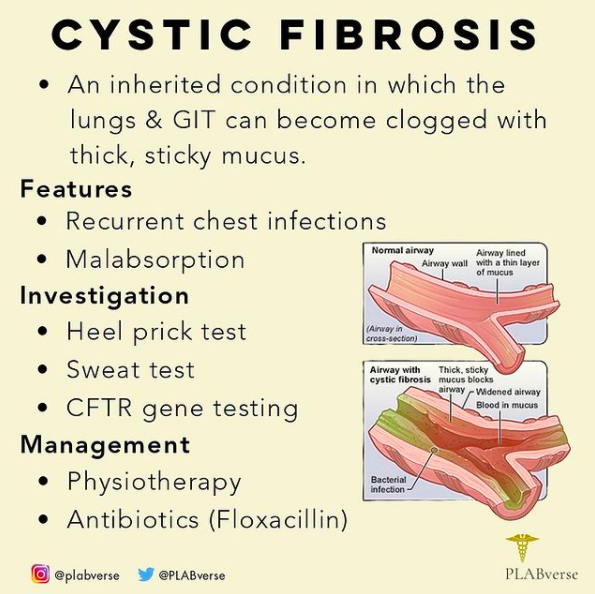 CYSTIC FIBROSIS
• An inherited condition in which the
lungs & GIT can become clogged with
thick, sticky mucus.
Features
• Recurrent chest infections
• Malabsorption
Investigation
• Heel prick test
• Sweat test
• CFTR gene testing
Management
• Physiotherapy
• Antibiotics (Floxacillin)
Normal airway
Airway wall
Airway lined
with a thin layer
of mucus
(Airway in
cross-section)
Airway with
cystic fibrosis
Thick, sticky
mucus blocks
airway
Widened airway
Blood in mucus
Bacterial
infection
@plabverse
@PLABverse
PLABverse